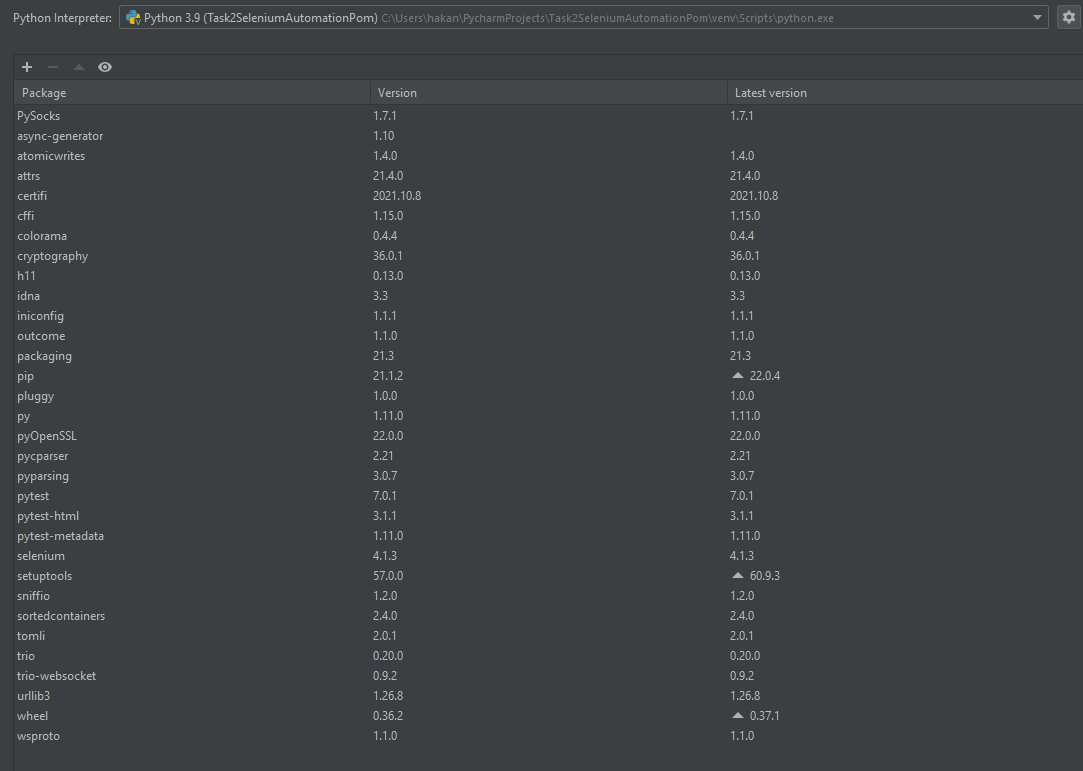 Python Interpreter: Python 3.9 (Task2SeleniumAutomationPom) C:\Users\hakan\PycharmProjects\Task2SeleniumAutomationPom\venv\Scripts\python.exe
Package Version Latest version
PySocks 1.7.1 1.7.1
async-generator 1.10
atomicwrites 1.4.0 1.4.0
attrs 21.4.0 21.4.0
certifi 2021.10.8 2021.10.8
cffi 1.15.0 1.15.0
colorama 0.4.4 0.4.4
cryptography 36.0.1 36.0.1
h11 0.13.0 0.13.0
idna 3.3 3.3
iniconfig 1.1.1 1.1.1
outcome 1.1.0 1.1.0
packaging 21.3 21.3
pip 21.1.2 22.0.4
pluggy 1.0.0 1.0.0
py 1.11.0 1.11.0
pyOpenSSL 22.0.0 22.0.0
pycparser 2.21 2.21
pyparsing 3.0.7 3.0.7
pytest 7.0.1 7.0.1
pytest-html 3.1.1 3.1.1
pytest-metadata 1.11.0 1.11.0
selenium 4.1.3 4.1.3
setuptools 57.0.0 60.9.3
sniffio 1.2.0 1.2.0
sortedcontainers 2.4.0 2.4.0
tomli 2.0.1 2.0.1
trio 0.20.0 0.20.0
trio-websocket 0.9.2 0.9.2
urllib3 1.26.8 1.26.8
wheel 0.36.2 0.37.1
wsproto 1.1.0 1.1.0